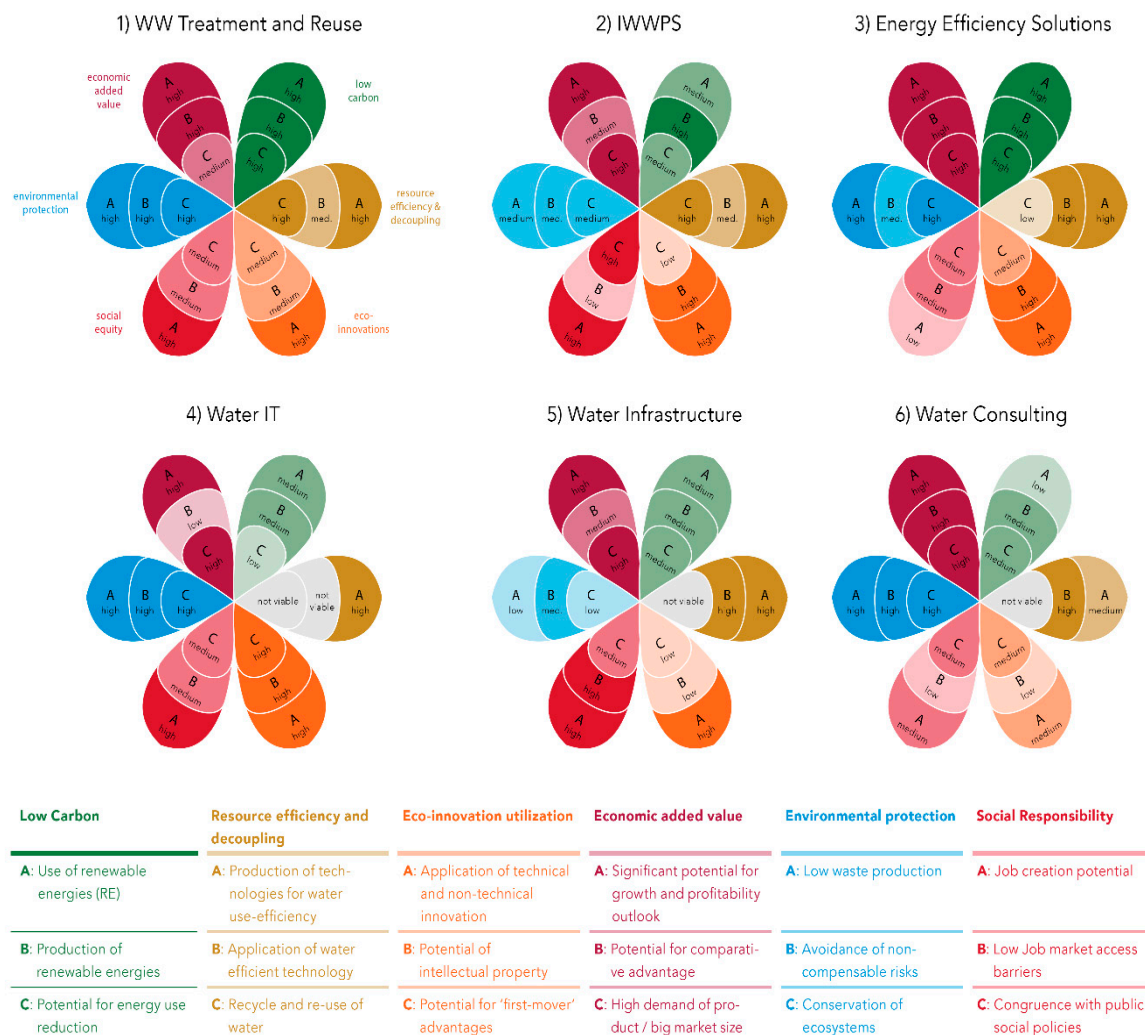 1) WW Treatment and Reuse
economic
added
value
low
carbon
environmental
protection
resource
efficiency &
decoupling
social
equity
eco-
innovations
A
high
B
high
C
medium
A
high
B
high
C
high
A
high
B
high
C
high
C
high
B
med.
A
high
C
medium
B
medium
A
high
C
medium
B
medium
A
high
2) IWWPS
A
high
B
medium
C
high
A
medium
B
high
C
medium
A
medium
B
med.
C
medium
C
high
B
med.
A
high
C
high
B
low
A
high
C
low
B
high
A
high
3) Energy Efficiency Solutions
A
high
B
high
C
high
A
high
B
high
C
high
A
high
B
med.
C
high
C
low
B
high
A
high
C
medium
B
medium
A
low
C
medium
B
high
A
high
4) Water IT
A
high
B
low
C
high
A
medium
B
medium
C
low
A
high
B
high
C
high
not viable
not
viable
A
high
C
medium
B
medium
A
high
C
high
B
high
A
high
5) Water Infrastructure
A
high
B
medium
C
high
A
medium
B
medium
C
medium
A
low
B
med.
C
low
not viable
B
high
A
high
C
medium
B
high
A
high
C
low
B
low
A
high
6) Water Consulting
A
high
B
high
C
high
A
low
B
medium
C
medium
A
high
B
high
C
high
not viable
B
high
A
medium
C
medium
B
low
A
medium
C
medium
B
low
A
medium
Low Carbon
A: Use of renewable
energies (RE)
B: Production of
renewable energies
C: Potential for energy use
reduction
Resource efficiency and
decoupling
A: Production of tech-
nologies for water
use-efficiency
B: Application of water
efficient technology
C: Recycle and re-use of
water
Eco-innovation utilization
A: Application of technical
and non-technical
innovation
B: Potential of
intellectual property
C: Potential for ‘first-mover’
advantages
Economic added value
A: Significant potential for
growth and profitability
outlook
B: Potential for comparati-
ve advantage
C: High demand of pro-
duct / big market size
Environmental protection
A: Low waste production
B: Avoidance of non-
compensable risks
C: Conservation of
ecosystems
Social Responsibility
A: Job creation potential
B: Low Job market access
barriers
C: Congruence with public
social policies